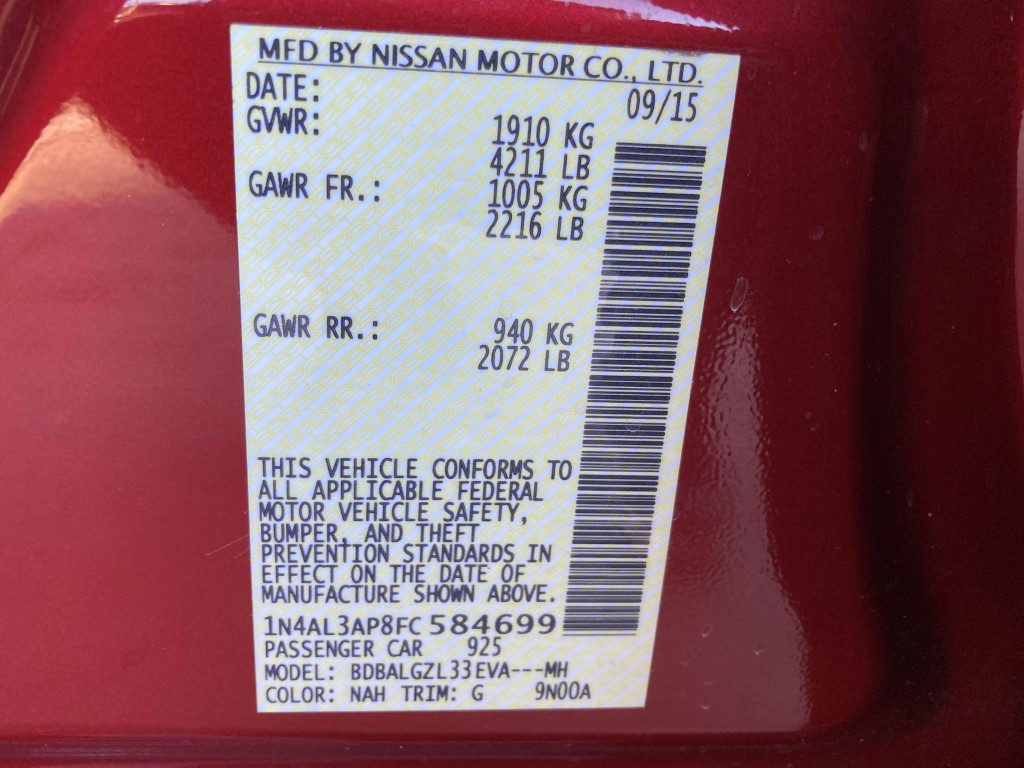 MFD BY NISSAN MOTOR CO., LTD.
DATE: 09/15
GVWR: 1910 KG
4211 LB
GAWR FR.: 1005 KG
2216 LB
GAWR RR.: 940 KG
2072 LB
THIS VEHICLE CONFORMS TO
ALL APPLICABLE FEDERAL
MOTOR VEHICLE SAFETY,
BUMPER, AND THEFT
PREVENTION STANDARDS IN
EFFECT ON THE DATE OF
MANUFACTURE SHOWN ABOVE.
1N4AL3AP8FC584699
PASSENGER CAR 925
MODEL: BDBALGZL33EVA---MH
COLOR: NAH TRIM: G 9N00A